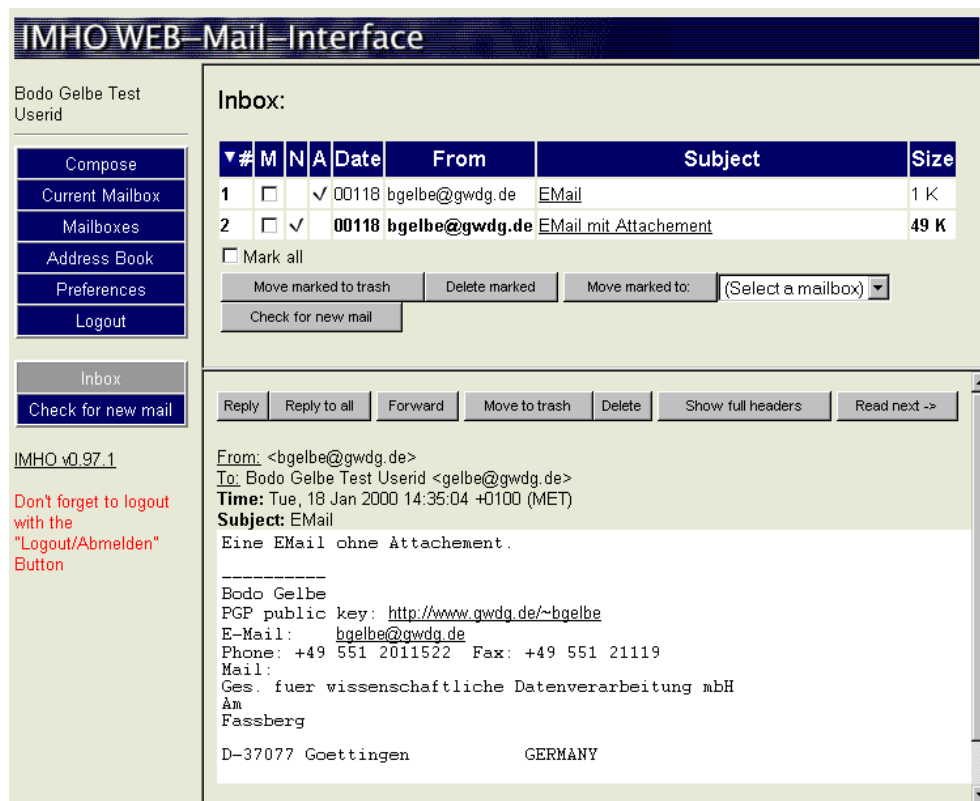 IMHO WEB–Mail–Interface
Bodo Gelbe Test
Userid
Compose
Current Mailbox
Mailboxes
Address Book
Preferences
Logout
Inbox
Check for new mail
IMHO v0.97.1
Don't forget to logout
with the
"Logout/Abmelden"
Button
Inbox:
▼# M N A Date From Subject Size
1 ✓ 00118 bgelbe@gwdg.de EMail 1 K
2 ✓ 00118 bgelbe@gwdg.de EMail mit Attachement 49 K
Mark all
Move marked to trash Delete marked Move marked to: (Select a mailbox)
Check for new mail
Reply Reply to all Forward Move to trash Delete Show full headers Read next ->
From: <bgelbe@gwdg.de>
To: Bodo Gelbe Test Userid <gelbe@gwdg.de>
Time: Tue, 18 Jan 2000 14:35:04 +0100 (MET)
Subject: EMail
Eine EMail ohne Attachement.
----------
Bodo Gelbe
PGP public key: http://www.gwdg.de/~bgelbe
E-Mail: bgelbe@gwdg.de
Phone: +49 551 2011522 Fax: +49 551 21119
Mail:
Ges. fuer wissenschaftliche Datenverarbeitung mbH
Am
Fassberg
D-37077 Goettingen GERMANY